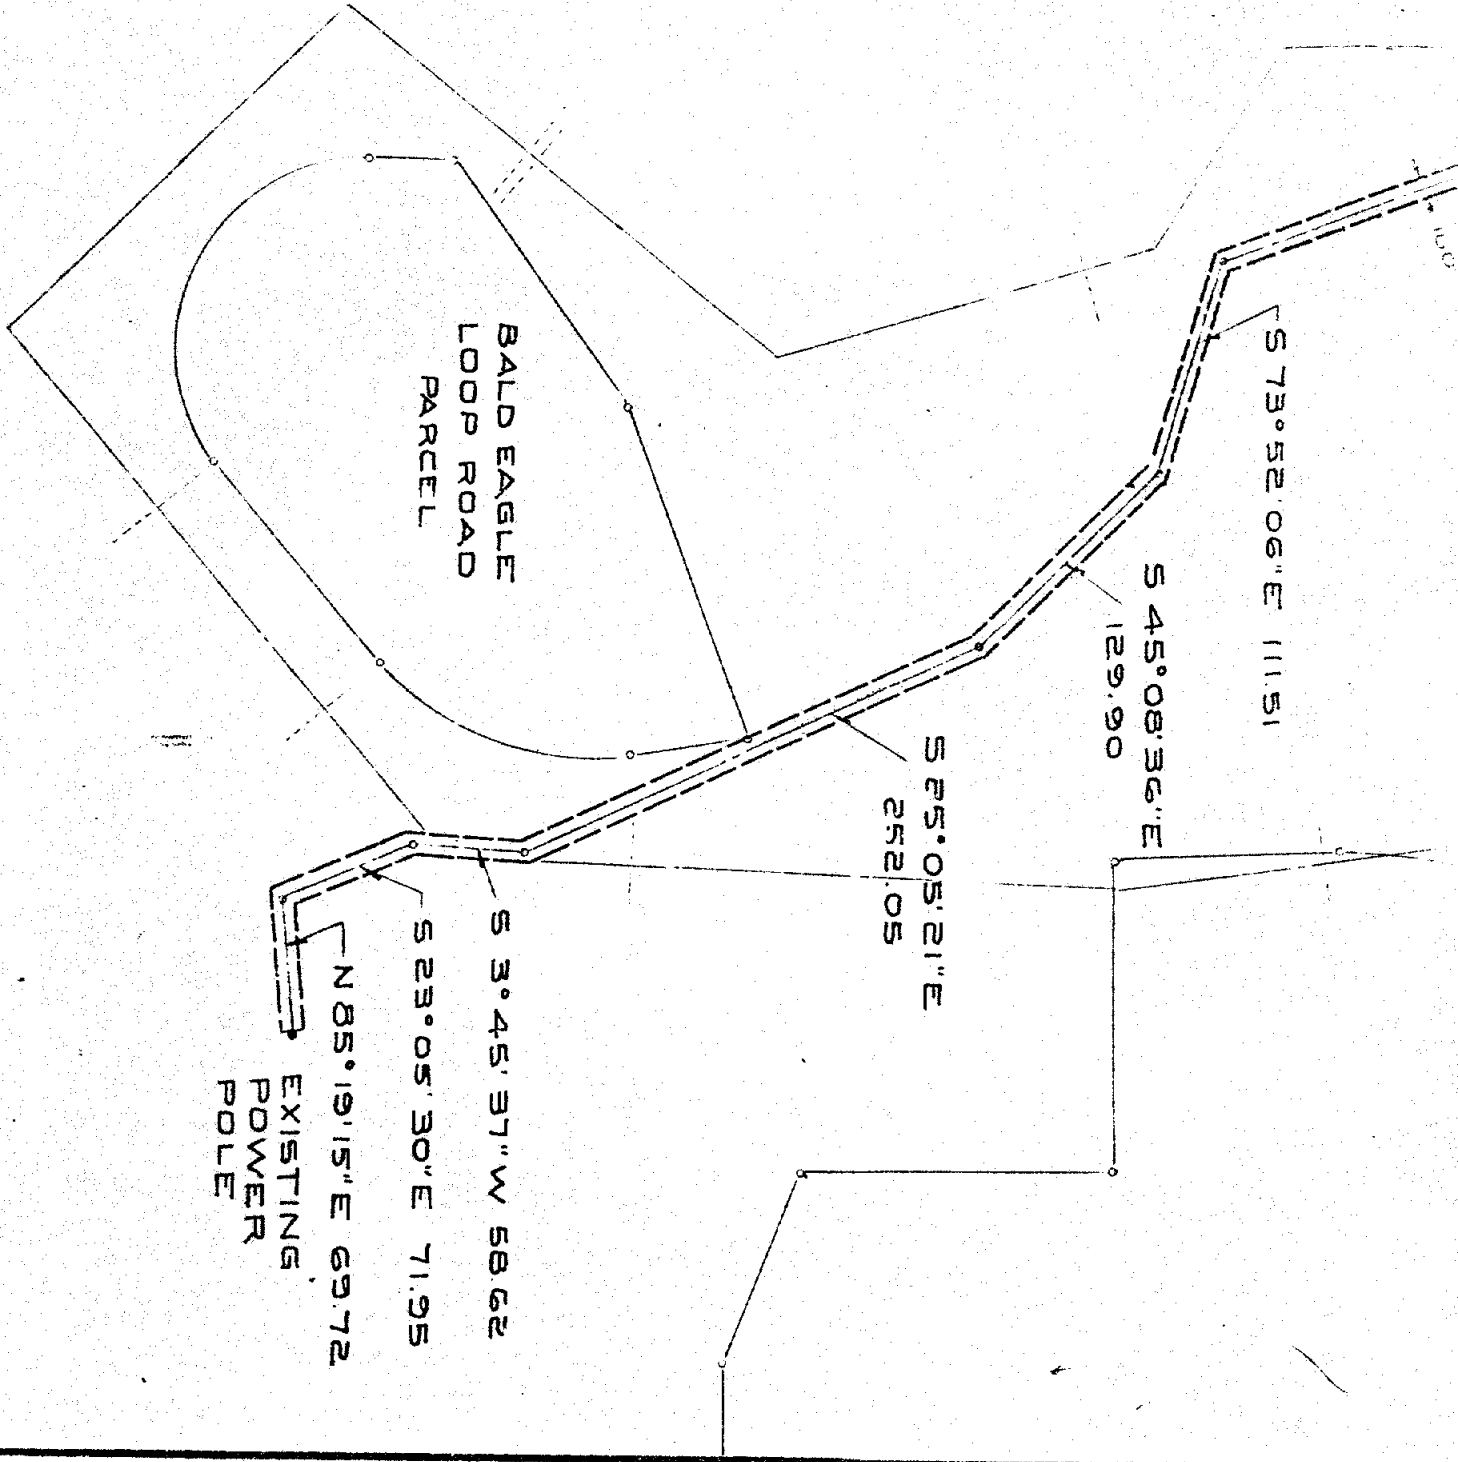 S 73°52'06"E 111.51
S 45°08'36"E
129.90
S 25°05'21"E
252.05
BALD EAGLE
LOOP ROAD
PARCEL
S 3°45'37"W 58.62
S 23°05'30"E 71.95
N 85°19'15"E 69.72
EXISTING
POWER
POLE